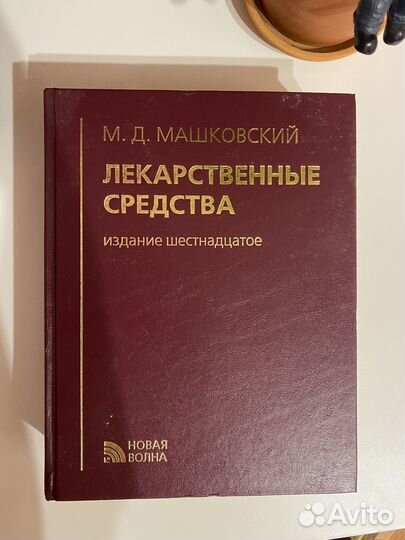 М. Д. МАШКОВСКИЙ
ЛЕКАРСТВЕННЫЕ
СРЕДСТВА
издание шестнадцатое
НОВАЯ
ВОЛНА
Avito